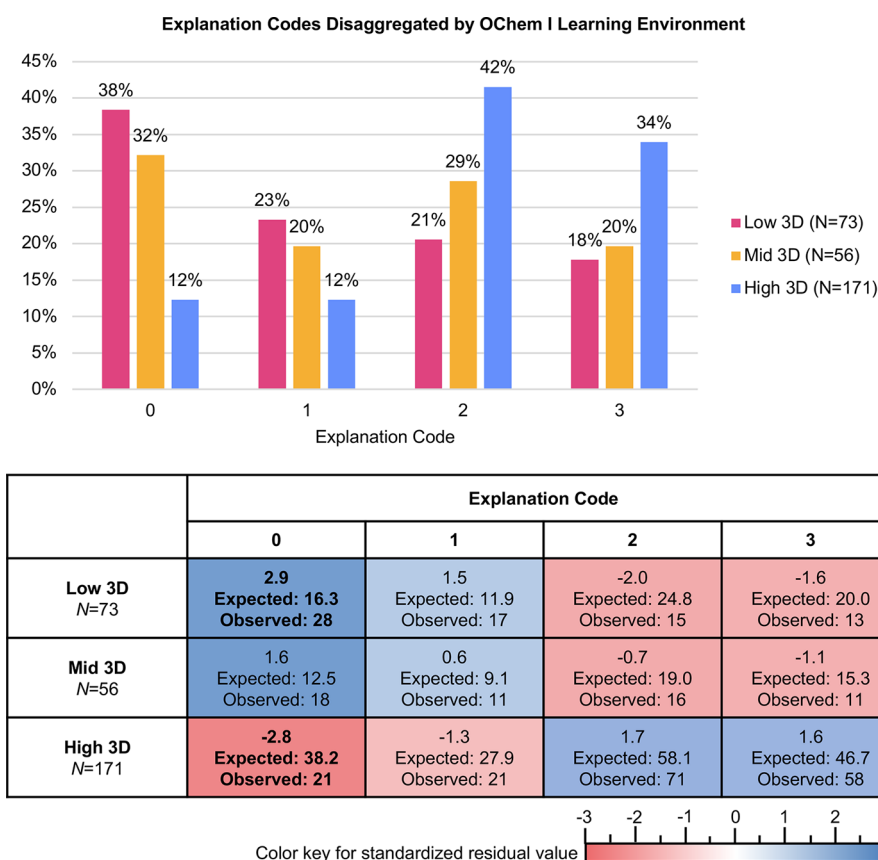 Explanation Codes Disaggregated by OChem I Learning Environment
45%
40%
35%
30%
25%
20%
15%
10%
5%
0%
38%
32%
12%
23%
20%
12%
21%
29%
42%
18%
20%
34%
0
1
2
3
Explanation Code
Low 3D (N=73)
Mid 3D (N=56)
High 3D (N=171)
Explanation Code
0
1
2
3
Low 3D
N=73
2.9
Expected: 16.3
Observed: 28
1.5
Expected: 11.9
Observed: 17
-2.0
Expected: 24.8
Observed: 15
-1.6
Expected: 20.0
Observed: 13
Mid 3D
N=56
1.6
Expected: 12.5
Observed: 18
0.6
Expected: 9.1
Observed: 11
-0.7
Expected: 19.0
Observed: 16
-1.1
Expected: 15.3
Observed: 11
High 3D
N=171
-2.8
Expected: 38.2
Observed: 21
-1.3
Expected: 27.9
Observed: 21
1.7
Expected: 58.1
Observed: 71
1.6
Expected: 46.7
Observed: 58
-3 -2 -1 0 1 2
Color key for standardized residual value